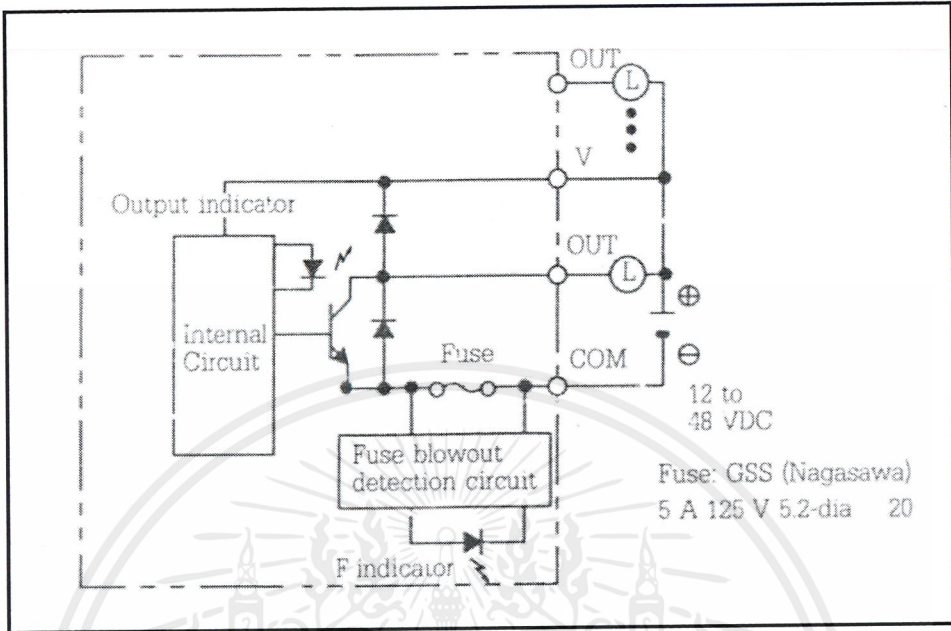 OUT
L
V
Output indicator
OUT
L
⊕
Internal
Circuit
Fuse
COM
⊖
12 to
48 VDC
Fuse blowout
detection circuit
Fuse: GSS (Nagasawa)
5 A 125 V 5.2-dia 20
F indicator